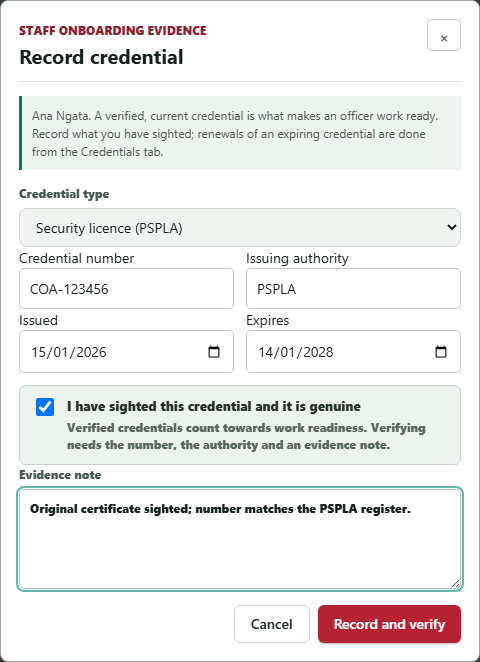 STAFF ONBOARDING EVIDENCE
Record credential
×
Ana Ngata. A verified, current credential is what makes an officer work ready.
Record what you have sighted; renewals of an expiring credential are done
from the Credentials tab.
Credential type
Security licence (PSPLA)
Credential number
Issuing authority
COA-123456
PSPLA
Issued
Expires
15/01/2026
14/01/2028
I have sighted this credential and it is genuine
Verified credentials count towards work readiness. Verifying
needs the number, the authority and an evidence note.
Evidence note
Original certificate sighted; number matches the PSPLA register.
Cancel
Record and verify